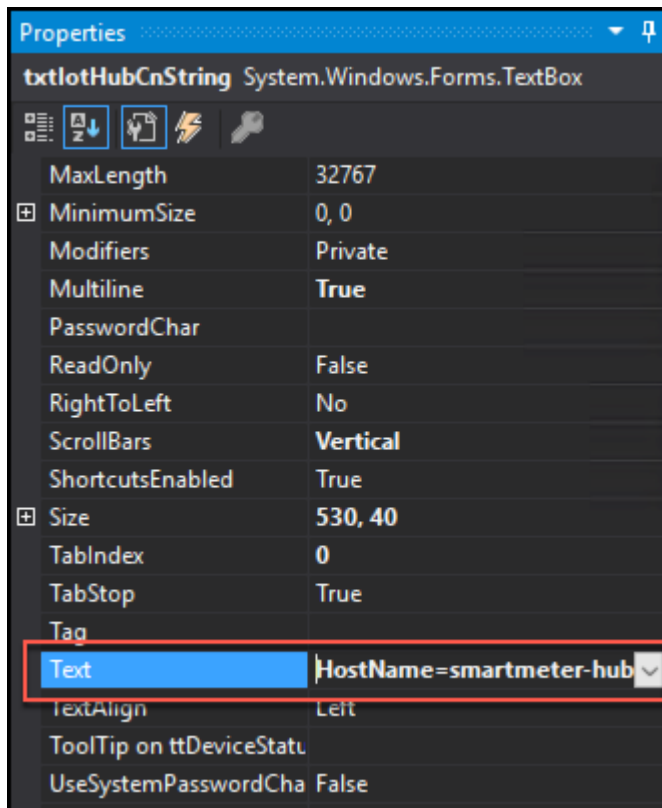 Properties
txtIotHubCnString System.Windows.Forms.TextBox
MaxLength 32767
MinimumSize 0, 0
Modifiers Private
Multiline True
PasswordChar
ReadOnly False
RightToLeft No
ScrollBars Vertical
ShortcutsEnabled True
Size 530, 40
TabIndex 0
TabStop True
Tag
Text HostName=smartmeter-hub
TextAlign Left
ToolTip on ttDeviceStatu
UseSystemPasswordCha False